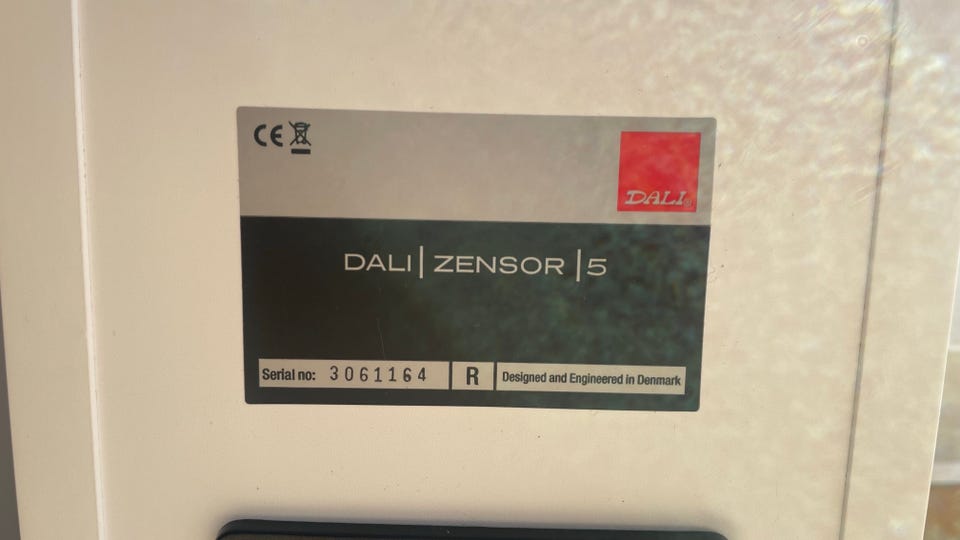 CE
DALI
DALI|ZENSOR|5
Serial no: 3061164 R Designed and Engineered in Denmark